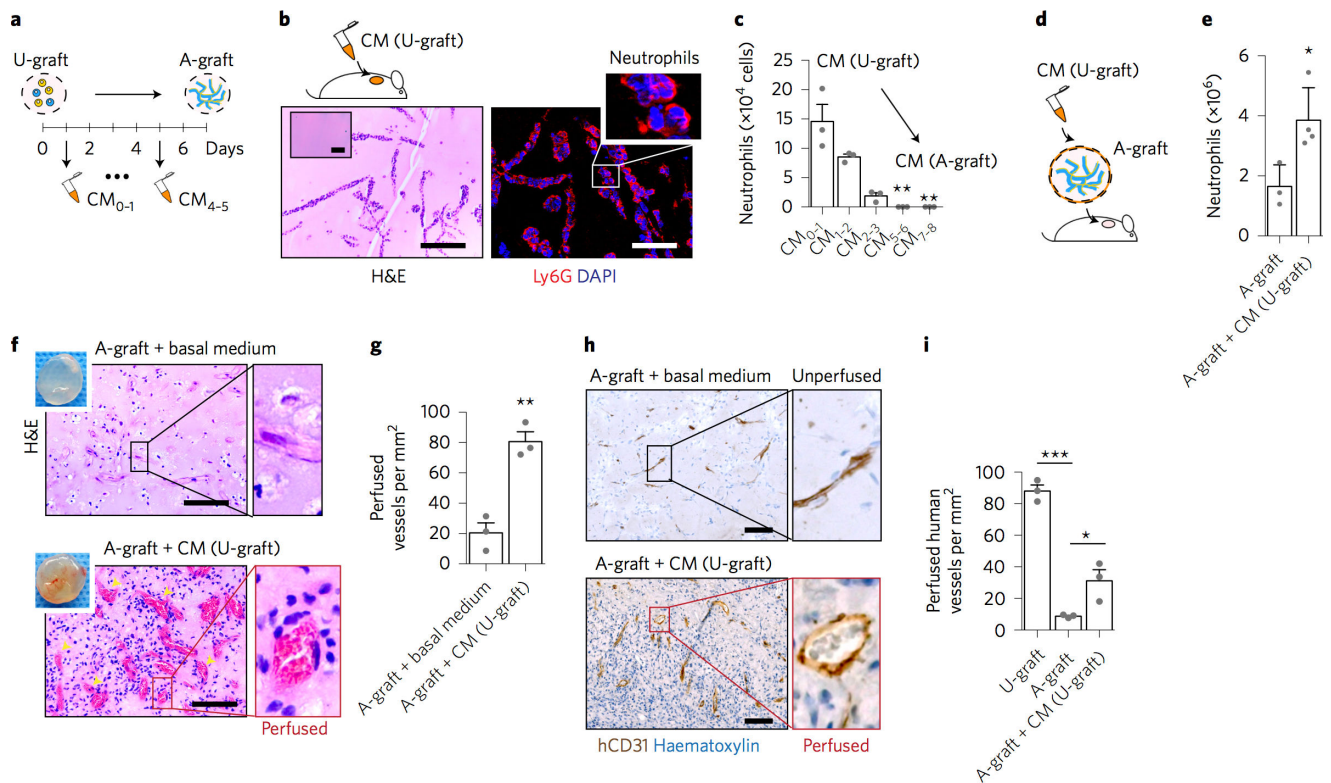 a
U-graft
A-graft
0 2 4 6 Days
CM0-1
CM4-5
b
CM (U-graft)
Neutrophils
H&E
Ly6G DAPI
c
Neutrophils (×10⁴ cells)
25
20
15
10
5
0
CM (U-graft)
CM (A-graft)
**
**
CM0-1
CM1-2
CM2-3
CM5-6
CM7-8
d
CM (U-graft)
A-graft
e
Neutrophils (×10⁶)
6
4
2
0
*
A-graft
A-graft + CM (U-graft)
f
A-graft + basal medium
H&E
A-graft + CM (U-graft)
Perfused
g
Perfused
vessels per mm²
100
80
60
40
20
0
**
A-graft + basal medium
A-graft + CM (U-graft)
h
A-graft + basal medium
Unperfused
A-graft + CM (U-graft)
hCD31 Haematoxylin
Perfused
i
Perfused human
vessels per mm²
100
80
60
40
20
0
***
*
U-graft
A-graft
A-graft + CM (U-graft)